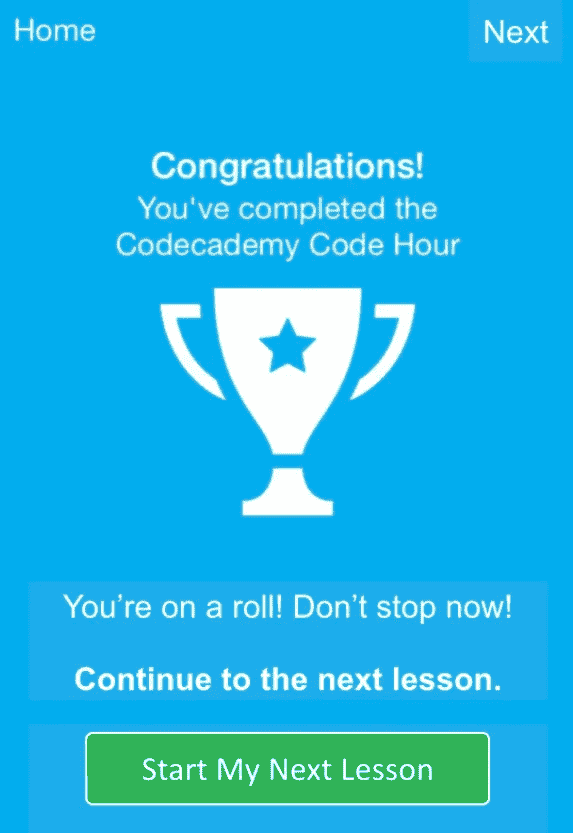 Home
Next
Congratulations!
You've completed the
Codecademy Code Hour
You’re on a roll! Don’t stop now!
Continue to the next lesson.
Start My Next Lesson